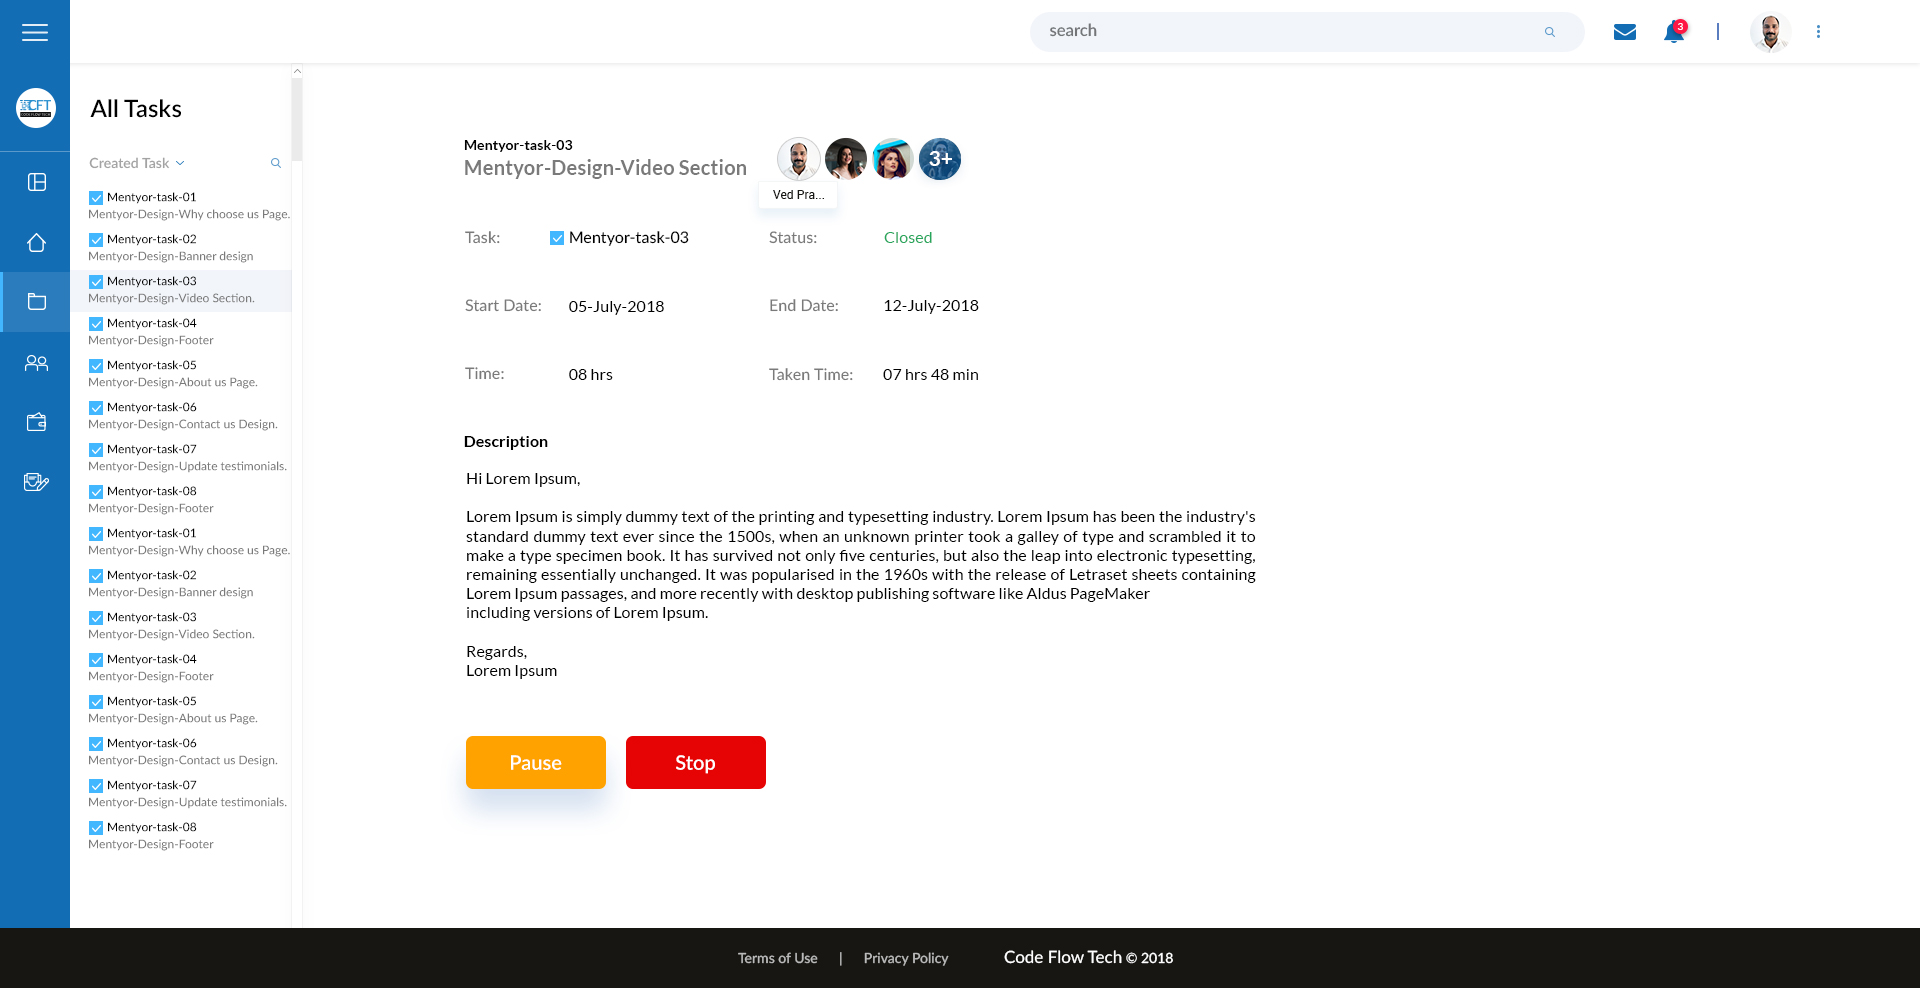 search
3
CFT
All Tasks
Created Task
Mentyor-task-01
Mentyor-Design-Why choose us Page.
Mentyor-task-02
Mentyor-Design-Banner design
Mentyor-task-03
Mentyor-Design-Video Section.
Mentyor-task-04
Mentyor-Design-Footer
Mentyor-task-05
Mentyor-Design-About us Page.
Mentyor-task-06
Mentyor-Design-Contact us Design.
Mentyor-task-07
Mentyor-Design-Update testimonials.
Mentyor-task-08
Mentyor-Design-Footer
Mentyor-task-01
Mentyor-Design-Why choose us Page.
Mentyor-task-02
Mentyor-Design-Banner design
Mentyor-task-03
Mentyor-Design-Video Section.
Mentyor-task-04
Mentyor-Design-Footer
Mentyor-task-05
Mentyor-Design-About us Page.
Mentyor-task-06
Mentyor-Design-Contact us Design.
Mentyor-task-07
Mentyor-Design-Update testimonials.
Mentyor-task-08
Mentyor-Design-Footer
Mentyor-task-03
Mentyor-Design-Video Section
3+
Ved Pra...
Task: Mentyor-task-03 Status: Closed
Start Date: 05-July-2018 End Date: 12-July-2018
Time: 08 hrs Taken Time: 07 hrs 48 min
Description
Hi Lorem Ipsum,
Lorem Ipsum is simply dummy text of the printing and typesetting industry. Lorem Ipsum has been the industry's
standard dummy text ever since the 1500s, when an unknown printer took a galley of type and scrambled it to
make a type specimen book. It has survived not only five centuries, but also the leap into electronic typesetting,
remaining essentially unchanged. It was popularised in the 1960s with the release of Letraset sheets containing
Lorem Ipsum passages, and more recently with desktop publishing software like Aldus PageMaker
including versions of Lorem Ipsum.
Regards,
Lorem Ipsum
Pause
Stop
Terms of Use | Privacy Policy Code Flow Tech © 2018